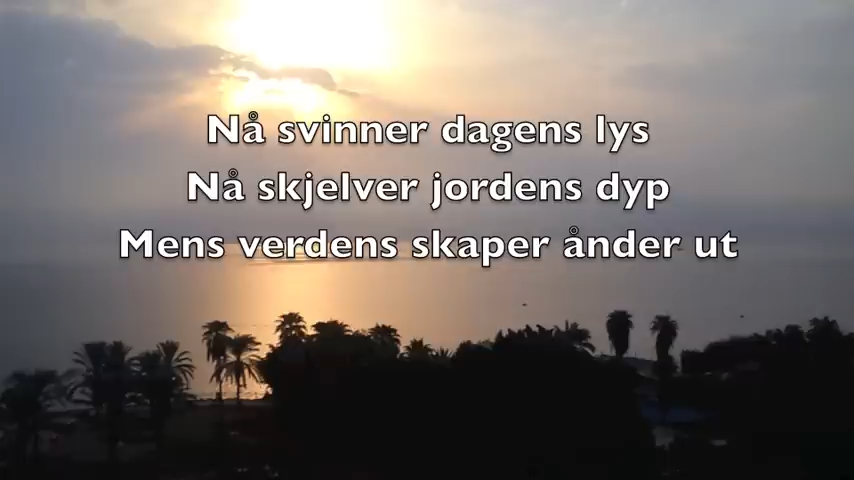 Nå svinner dagens lys
Nå skjelver jordens dyp
Mens verdens skaper ånder ut